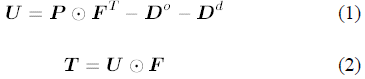 U = P ⊙ F^T − D^o − D^d (1)
T = U ⊙ F (2)